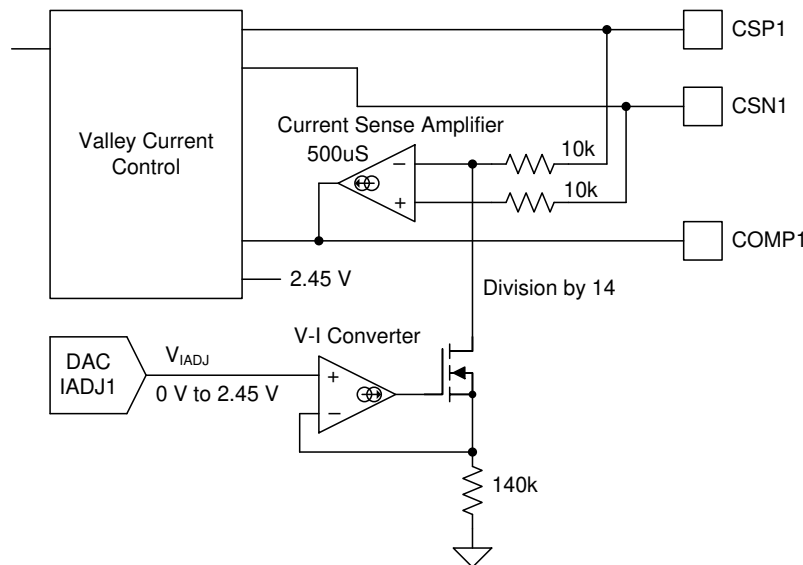 CSP1
CSN1
Valley Current
Control
Current Sense Amplifier
500uS
−
10k
+
10k
COMP1
2.45 V
Division by 14
V-I Converter
DAC
IADJ1
VIADJ
0 V to 2.45 V
+
−
140k